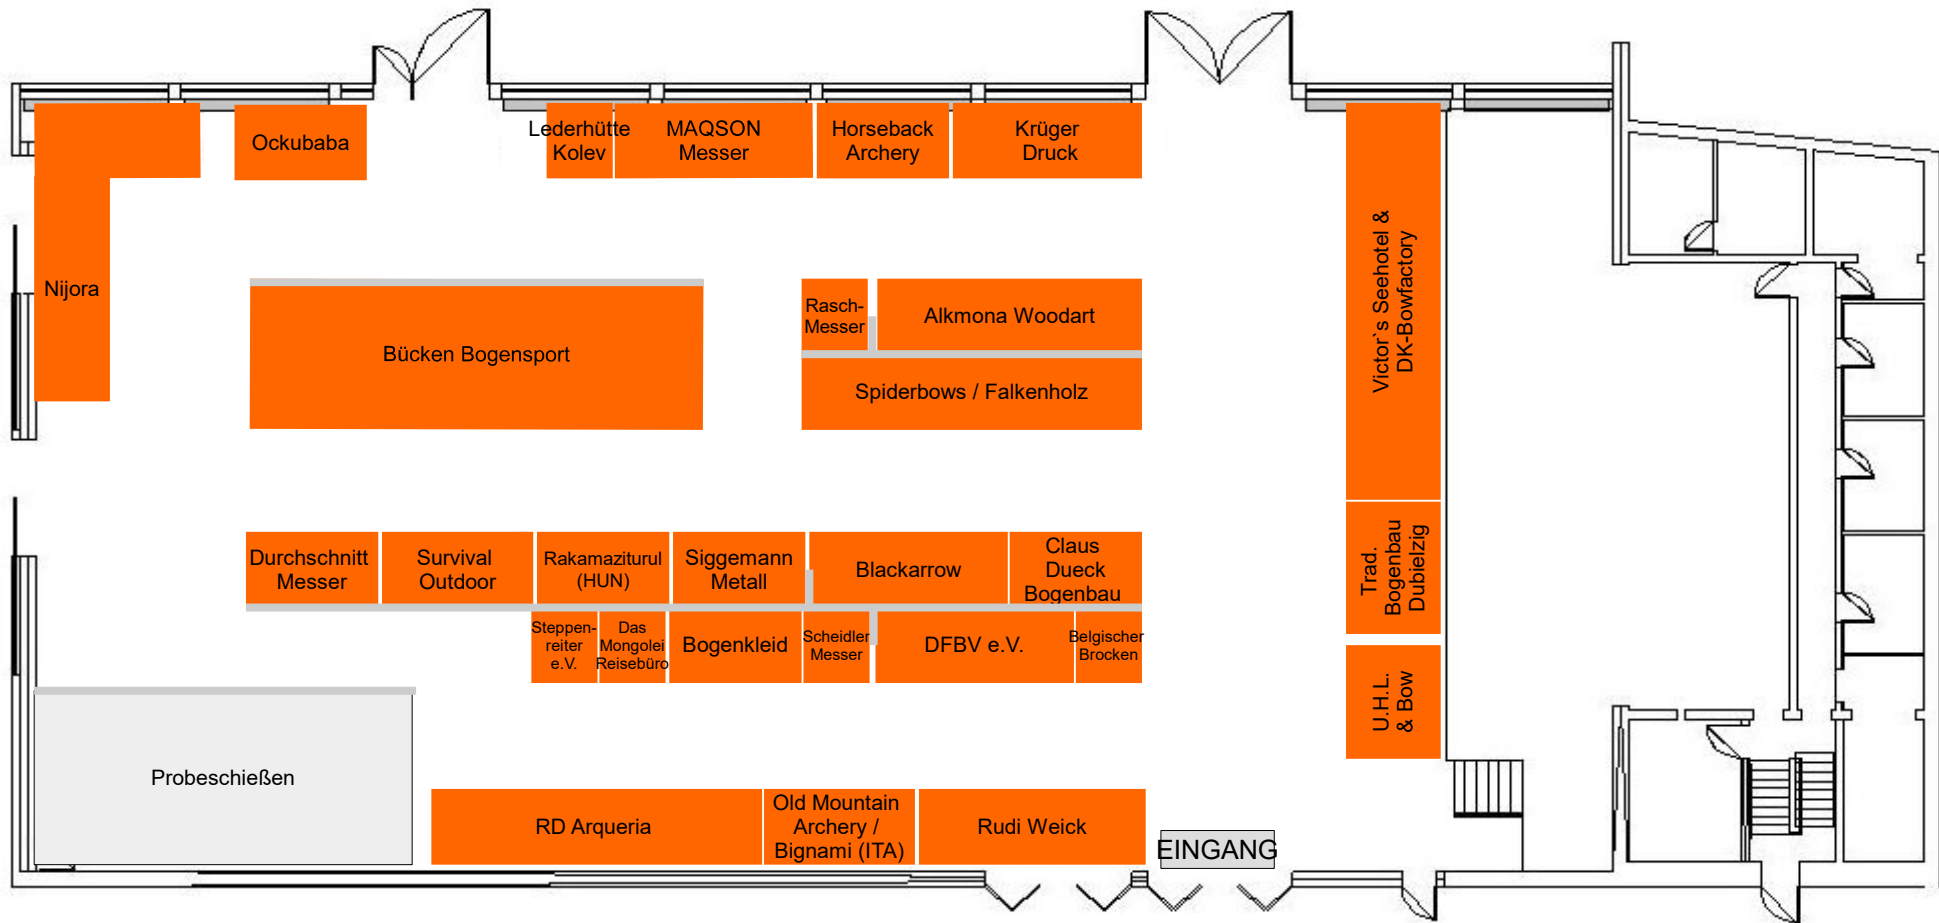 Ockubaba
Lederhütte
Kolev
MAQSON
Messer
Horseback
Archery
Krüger
Druck
Nijora
Bücken Bogensport
Rasch-
Messer
Alkmona Woodart
Spiderbows / Falkenholz
Victor`s Seehotel &
DK-Bowfactory
Durchschnitt
Messer
Survival
Outdoor
Rakamaziturul
(HUN)
Siggemann
Metall
Blackarrow
Claus
Dueck
Bogenbau
Trad.
Bogenbau
Dubielzig
Steppen-
reiter
e.V.
Das
Mongolei
Reisebüro
Bogenkleid
Scheidler
Messer
DFBV e.V.
Belgischer
Brocken
U.H.L.
& Bow
Probeschießen
RD Arqueria
Old Mountain
Archery /
Bignami (ITA)
Rudi Weick
EINGANG